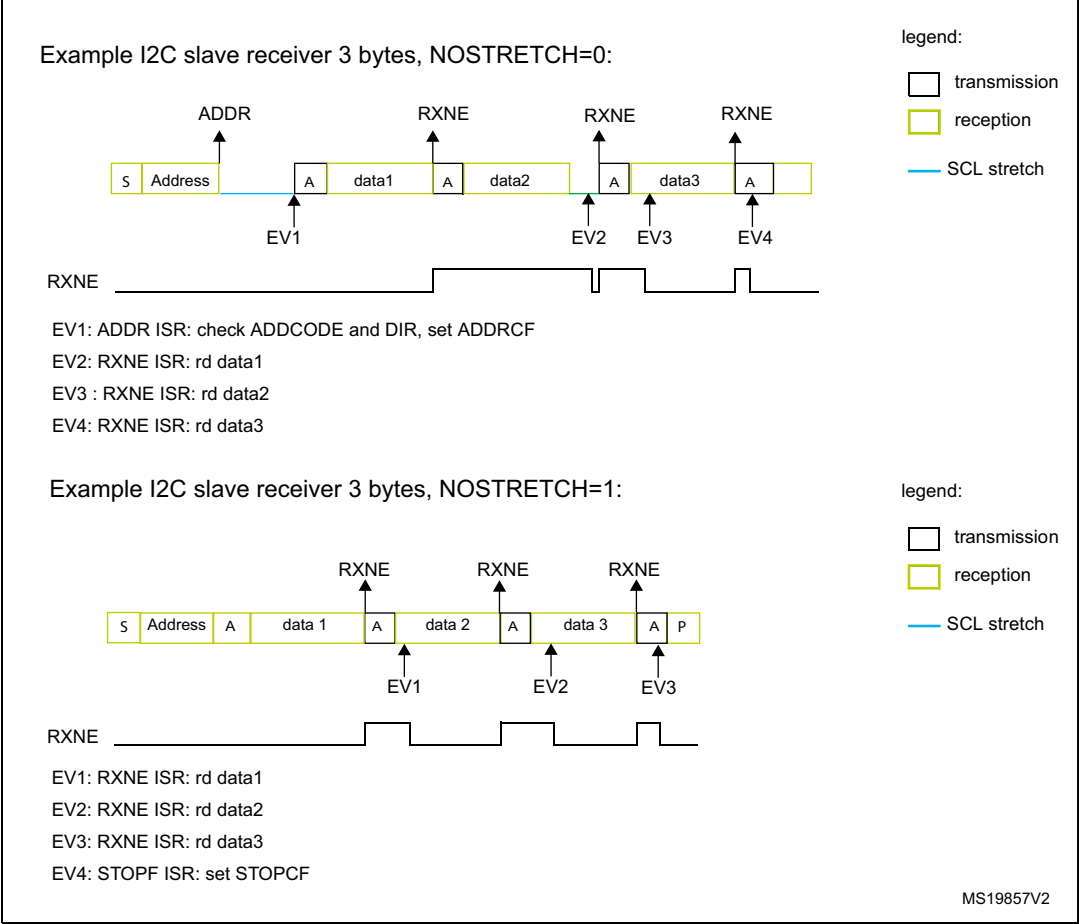 Example I2C slave receiver 3 bytes, NOSTRETCH=0:
legend:
transmission
reception
SCL stretch
ADDR RXNE RXNE RXNE
S Address A data1 A data2 A data3 A
EV1 EV2 EV3 EV4
RXNE
EV1: ADDR ISR: check ADDCODE and DIR, set ADDRCF
EV2: RXNE ISR: rd data1
EV3 : RXNE ISR: rd data2
EV4: RXNE ISR: rd data3
Example I2C slave receiver 3 bytes, NOSTRETCH=1:
legend:
transmission
reception
SCL stretch
RXNE RXNE RXNE
S Address A data 1 A data 2 A data 3 A P
EV1 EV2 EV3
RXNE
EV1: RXNE ISR: rd data1
EV2: RXNE ISR: rd data2
EV3: RXNE ISR: rd data3
EV4: STOPF ISR: set STOPCF
MS19857V2